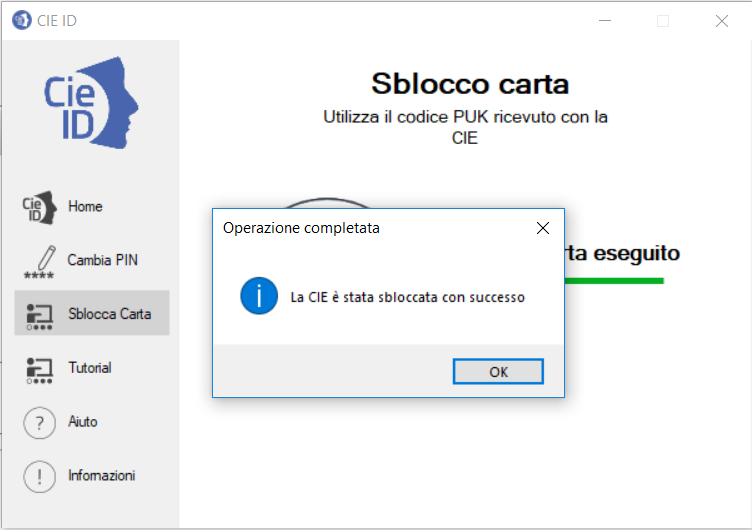 CIE ID
Cie
ID
Sblocco carta
Utilizza il codice PUK ricevuto con la
CIE
Cie
ID
Home
Cambia PIN
****
Sblocca Carta
Tutorial
?
Aiuto
!
Infomazioni
Operazione completata
rta eseguito
i
La CIE è stata sbloccata con successo
OK